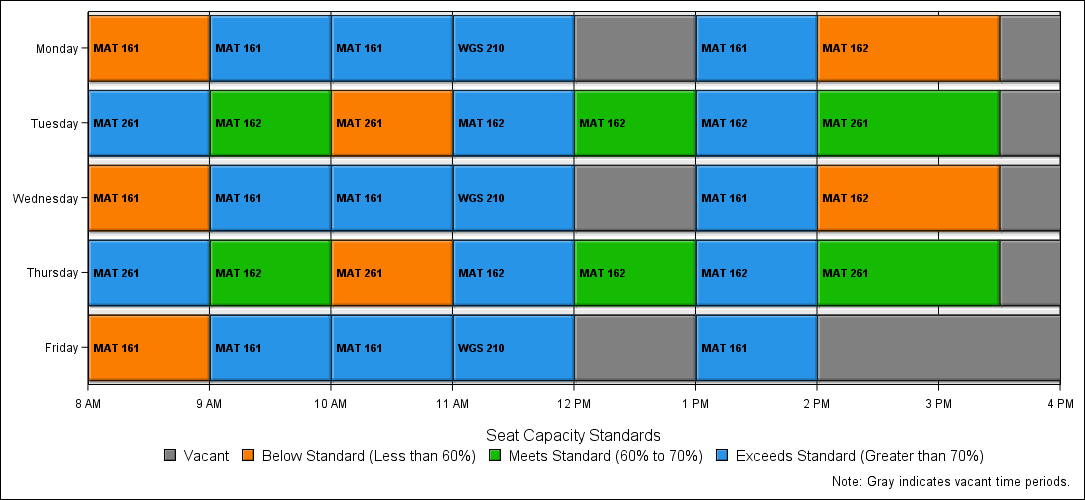 Monday MAT 161 MAT 161 MAT 161 WGS 210 MAT 161 MAT 162
Tuesday MAT 261 MAT 162 MAT 261 MAT 162 MAT 162 MAT 162 MAT 261
Wednesday MAT 161 MAT 161 MAT 161 WGS 210 MAT 161 MAT 162
Thursday MAT 261 MAT 162 MAT 261 MAT 162 MAT 162 MAT 162 MAT 261
Friday MAT 161 MAT 161 MAT 161 WGS 210 MAT 161
8 AM 9 AM 10 AM 11 AM 12 PM 1 PM 2 PM 3 PM 4 PM
Seat Capacity Standards
Vacant Below Standard (Less than 60%) Meets Standard (60% to 70%) Exceeds Standard (Greater than 70%)
Note: Gray indicates vacant time periods.